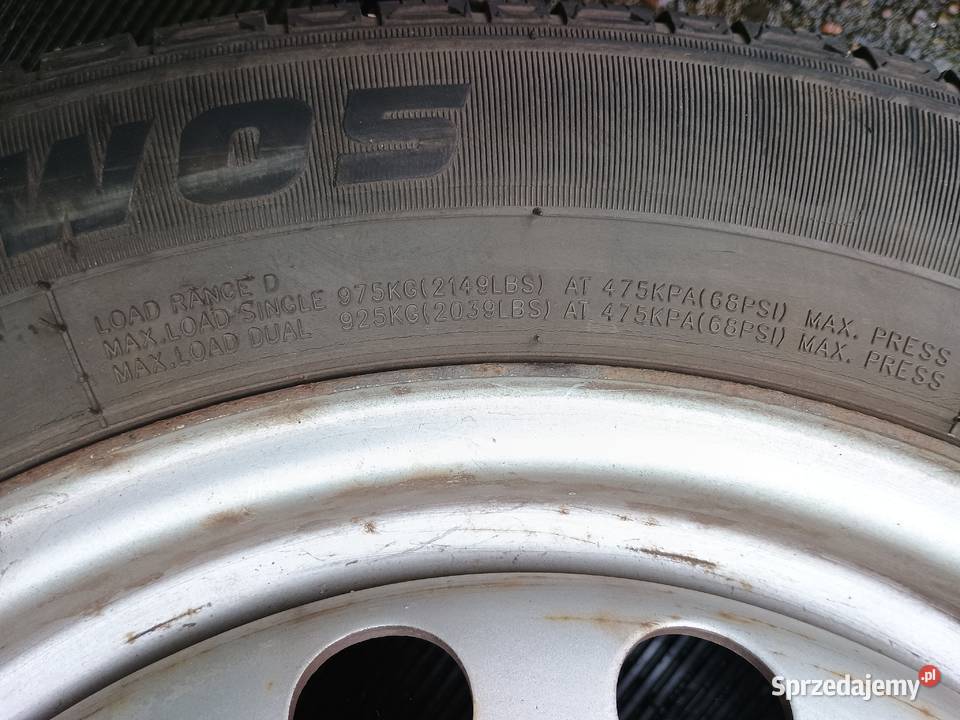 W05
LOAD RANGE D
MAX.LOAD SINGLE 975KG(2149LBS) AT 475KPA(68PSI) MAX. PRESS
MAX.LOAD DUAL 925KG(2039LBS) AT 475KPA(68PSI) MAX. PRESS
Sprzedajemy.pl